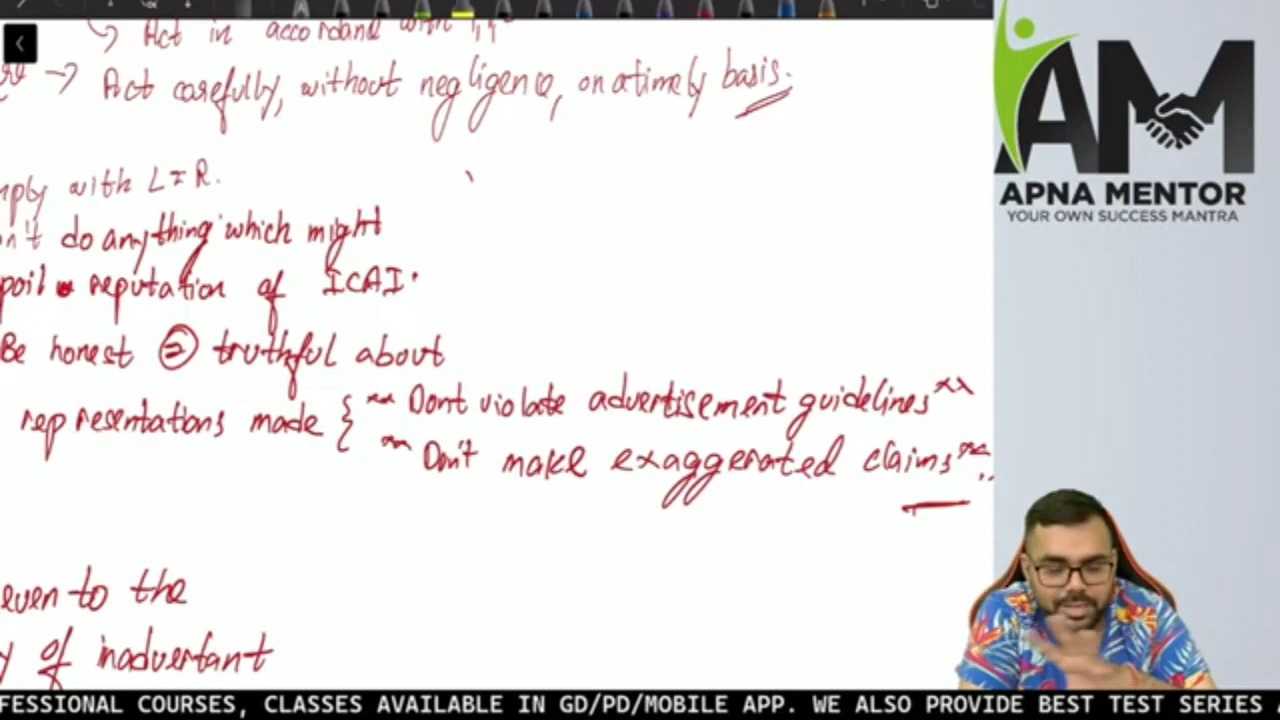 Act in accordance with
Act carefully, without negligence, on a timely basis.
mply with L&R.
n't do anything which might
poil reputation of ICAI.
Be honest & truthful about
representations made { ** Dont violate advertisement guidelines **
** Don't make exaggerated claims **
even to the
y of inadvertant
AM
APNA MENTOR
YOUR OWN SUCCESS MANTRA
FESSIONAL COURSES, CLASSES AVAILABLE IN GD/PD/MOBILE APP. WE ALSO PROVIDE BEST TEST SERIES A